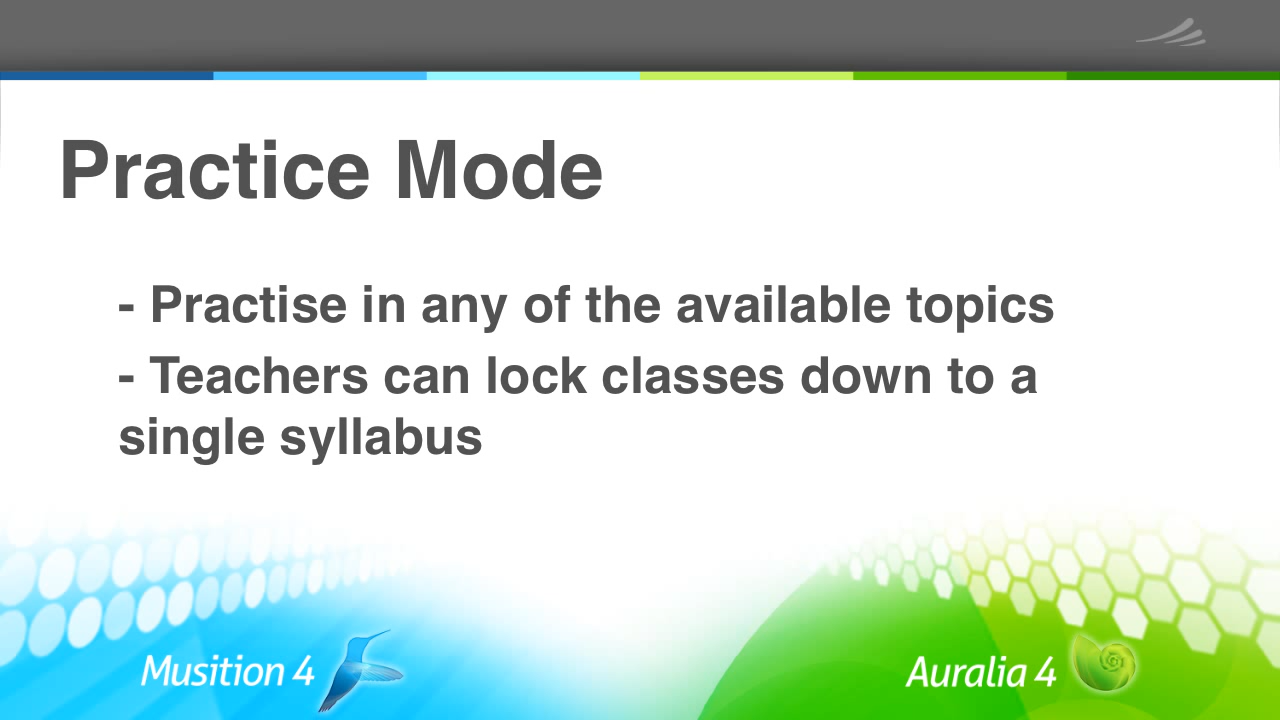 Practice Mode
- Practise in any of the available topics
- Teachers can lock classes down to a
single syllabus
Musition 4
Auralia 4